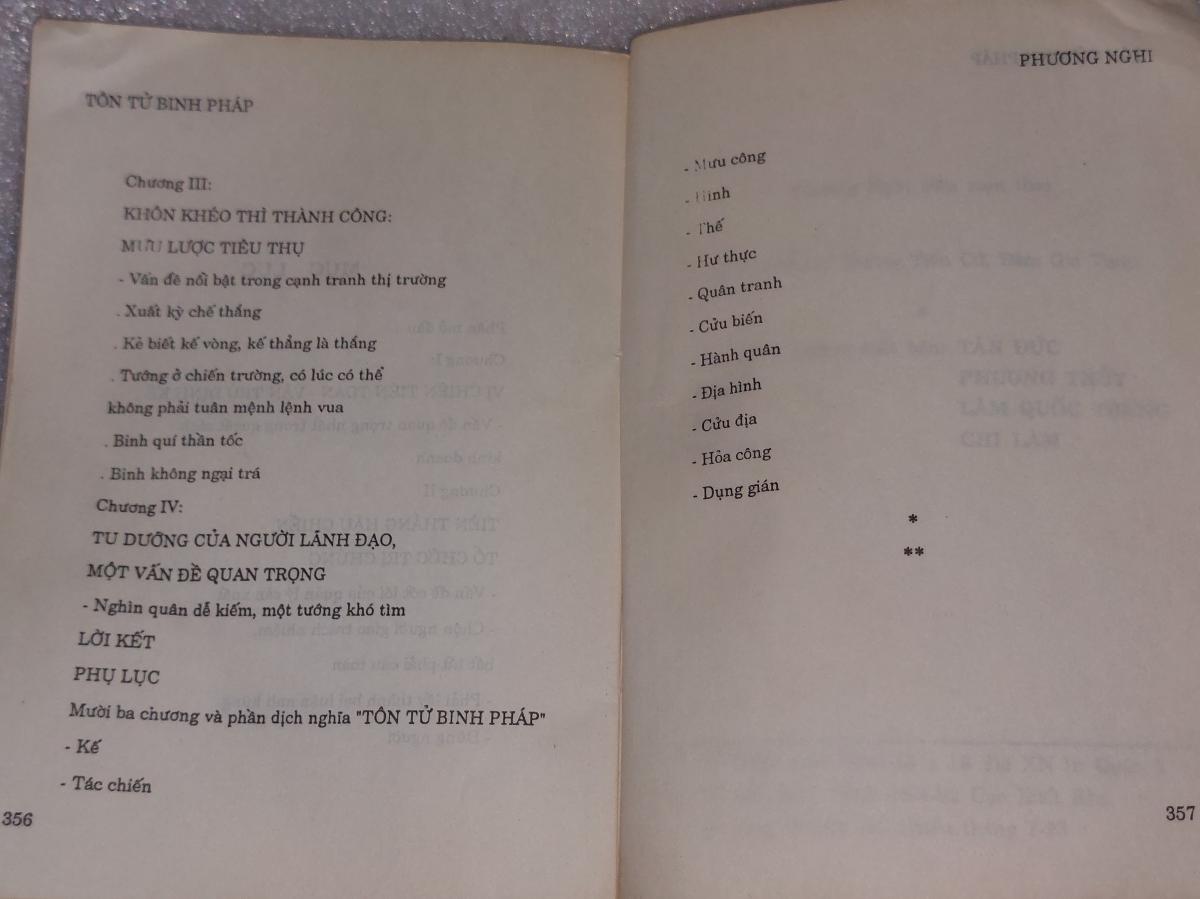 TÔN TỬ BINH PHÁP
Chương III:
KHÔN KHÉO THÌ THÀNH CÔNG:
MƯU LƯỢC TIÊU THỤ
- Vấn đề nổi bật trong cạnh tranh thị trường
. Xuất kỳ chế thắng
. Kẻ biết kế vòng, kế thẳng là thắng
. Tướng ở chiến trường, có lúc có thể
không phải tuân mệnh lệnh vua
. Binh quí thần tốc
. Binh không ngại trá
Chương IV:
TU DƯỠNG CỦA NGƯỜI LÃNH ĐẠO,
MỘT VẤN ĐỀ QUAN TRỌNG
- Nghìn quân dễ kiếm, một tướng khó tìm
LỜI KẾT
PHỤ LỤC
Mười ba chương và phần dịch nghĩa "TÔN TỬ BINH PHÁP"
- Kế
- Tác chiến
356
PHƯƠNG NGHI
- Mưu công
- Hình
- Thế
- Hư thực
- Quân tranh
- Cửu biến
- Hành quân
- Địa hình
- Cửu địa
- Hỏa công
- Dụng gián
*
**
357